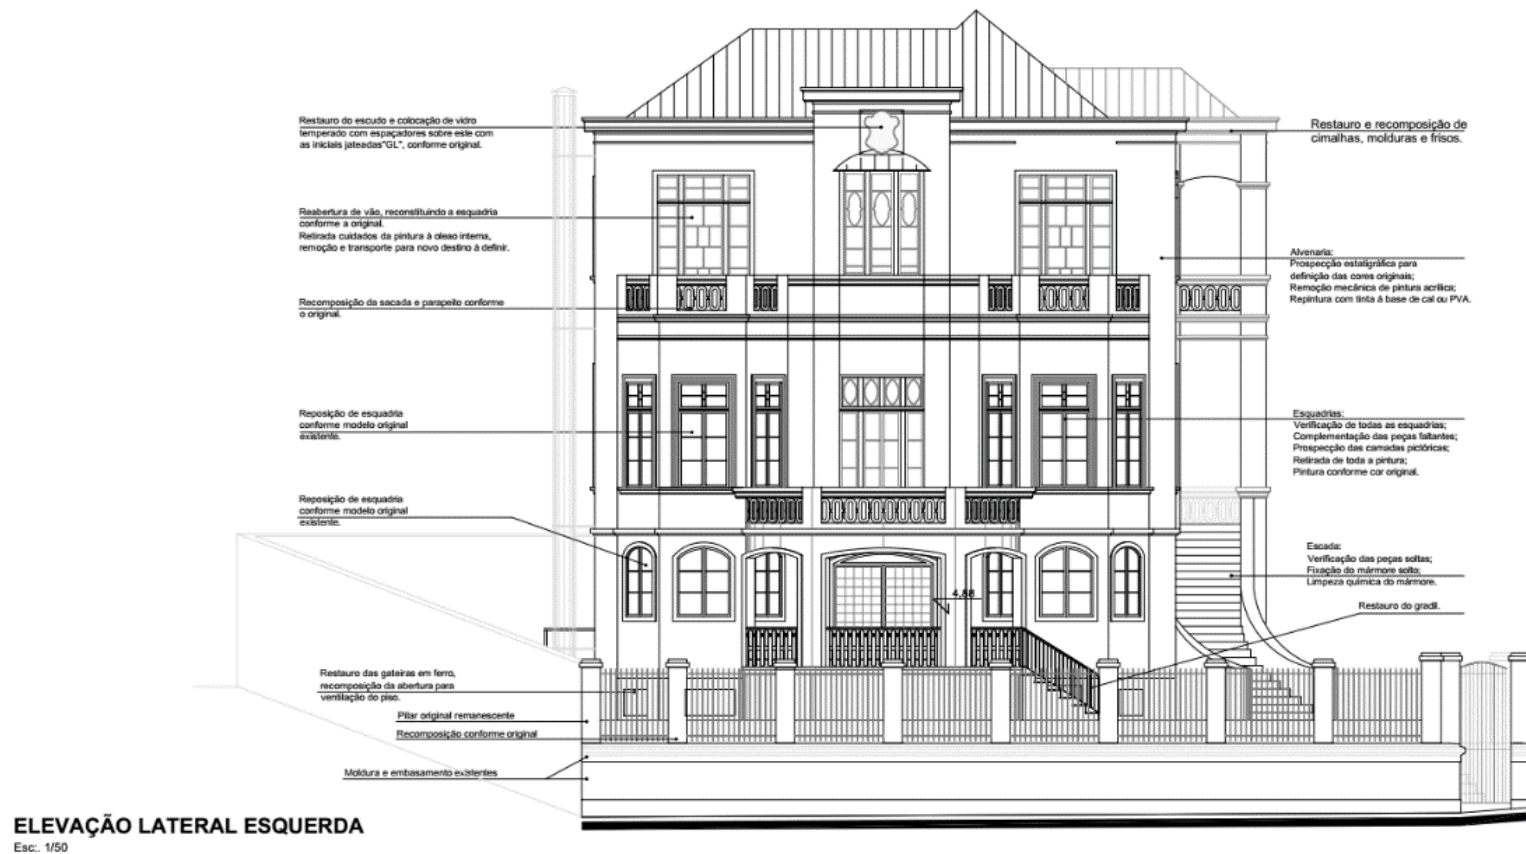 Restauro do escudo e colocação de vidro
temperado com espaçadores sobre este com
as iniciais jateadas"GL", conforme original.
Reabertura de vão, reconstituindo a esquadria
conforme a original.
Retirada cuidados da pintura à oleao interna,
remoção e transporte para novo destino à definir.
Recomposição da sacada e parapeito conforme
o original.
Reposição de esquadria
conforme modelo original
existente.
Reposição de esquadria
conforme modelo original
existente.
Restauro das gateiras em ferro,
recomposição da abertura para
ventilação do piso.
Pilar original remanescente
Recomposição conforme original
Moldura e embasamento existentes
4,88
Restauro e recomposição de
cimalhas, molduras e frisos.
Alvenaria:
Prospecção estatigráfica para
definição das cores originais;
Remoção mecânica de pintura acrílica;
Repintura com tinta à base de cal ou PVA.
Esquadrias:
Verificação de todas as esquadrias;
Complementação das peças faltantes;
Prospecção das camadas pictóricas;
Retirada de toda a pintura;
Pintura conforme cor original.
Escada:
Verificação das peças soltas;
Fixação do mármore solto;
Limpeza química do mármore.
Restauro do gradil.
ELEVAÇÃO LATERAL ESQUERDA
Esc:. 1/50